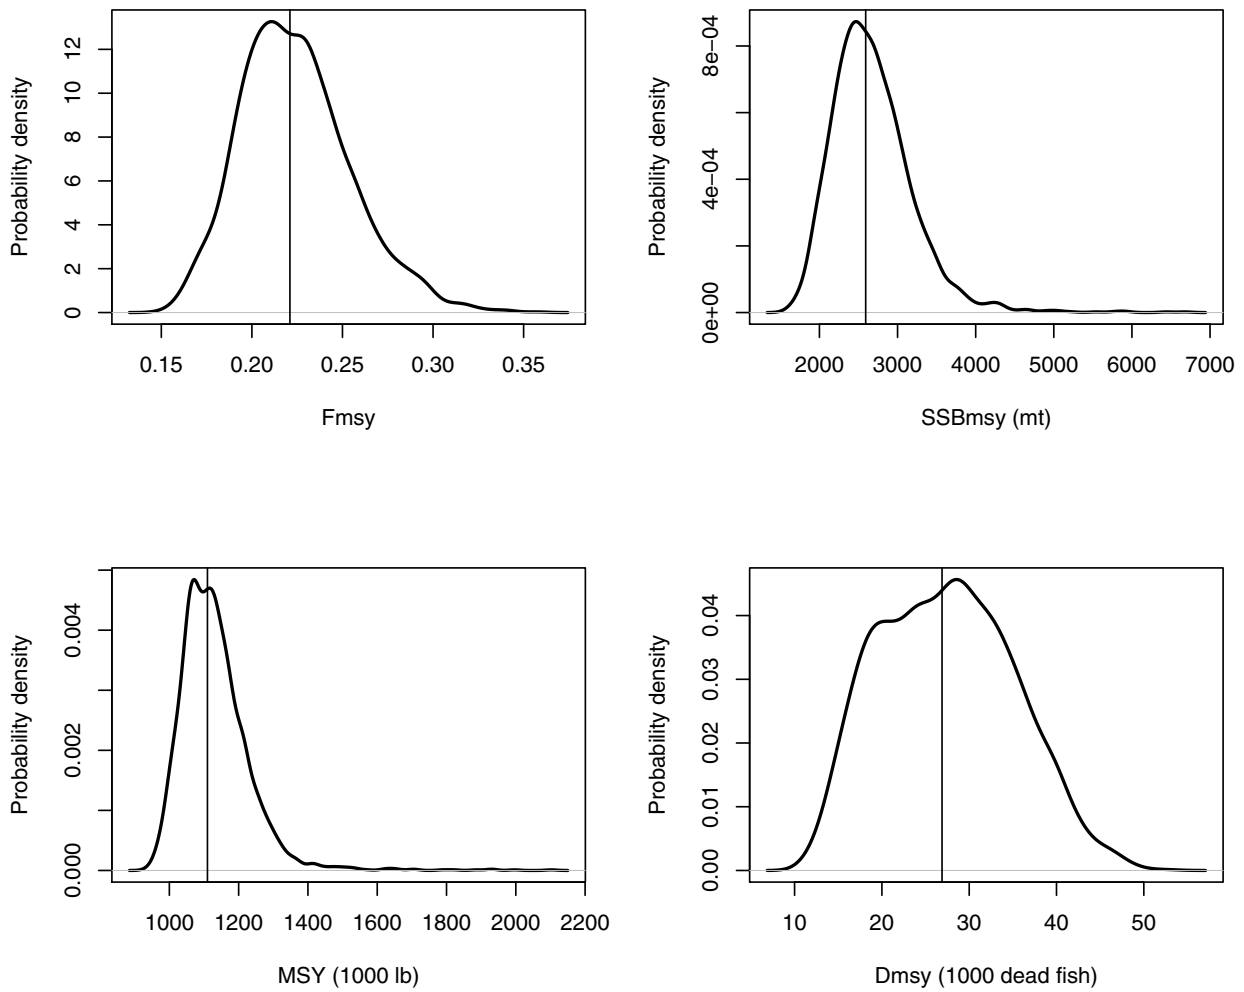 Probability density
0 2 4 6 8 10 12
0.15 0.20 0.25 0.30 0.35
Fmsy
Probability density
0e+00 4e−04 8e−04
2000 3000 4000 5000 6000 7000
SSBmsy (mt)
Probability density
0.000 0.002 0.004
1000 1200 1400 1600 1800 2000 2200
MSY (1000 lb)
Probability density
0.00 0.01 0.02 0.03 0.04
10 20 30 40 50
Dmsy (1000 dead fish)